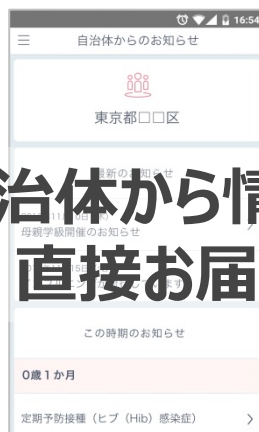 16:54
自治体からのお知らせ
東京都□□区
最新のお知らせ
治体から情
母親学級開催のお知らせ
直接お届
この時期のお知らせ
0歳1か月
定期予防接種（ヒブ（Hib）感染症）